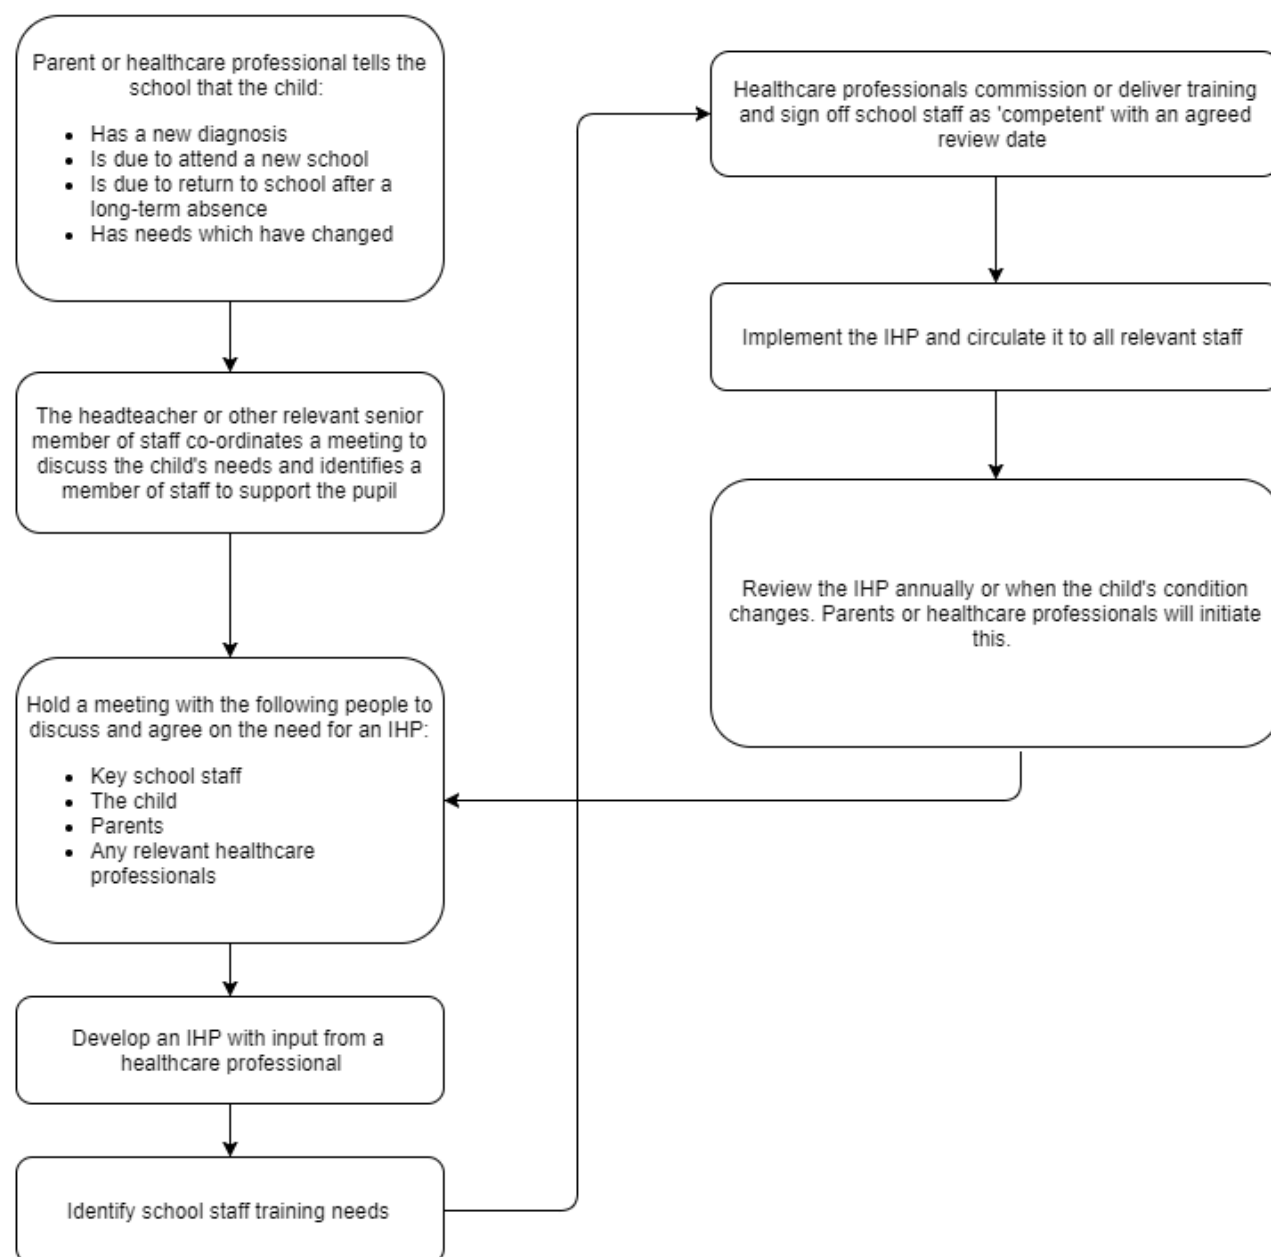 Parent or healthcare professional tells the
school that the child:
• Has a new diagnosis
• Is due to attend a new school
• Is due to return to school after a
long-term absence
• Has needs which have changed
The headteacher or other relevant senior
member of staff co-ordinates a meeting to
discuss the child's needs and identifies a
member of staff to support the pupil
Hold a meeting with the following people to
discuss and agree on the need for an IHP:
• Key school staff
• The child
• Parents
• Any relevant healthcare
professionals
Develop an IHP with input from a
healthcare professional
Identify school staff training needs
Healthcare professionals commission or deliver training
and sign off school staff as 'competent' with an agreed
review date
Implement the IHP and circulate it to all relevant staff
Review the IHP annually or when the child's condition
changes. Parents or healthcare professionals will initiate
this.